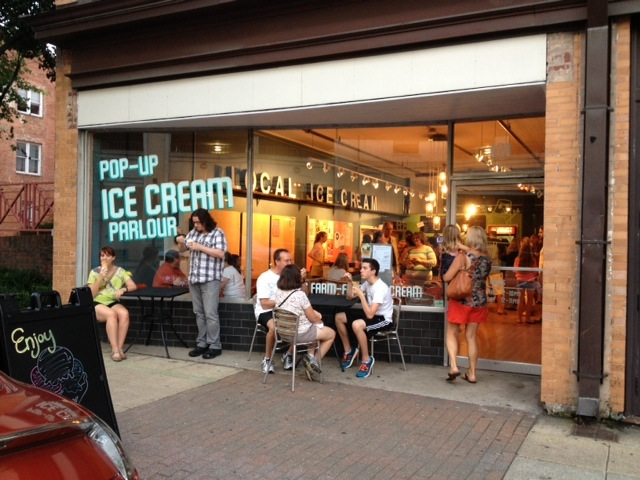 POP-UP
ICE CREAM
PARLOUR
LOCAL ICE CREAM
FARM-F
CREAM
Enjoy